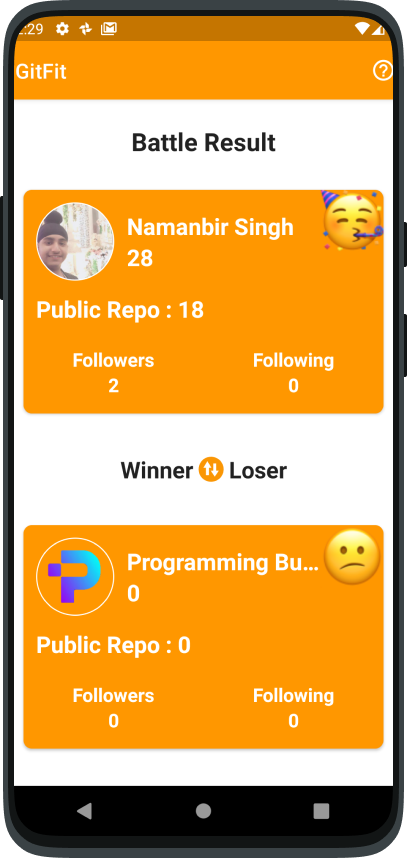 :29
GitFit
Battle Result
Namanbir Singh
28
Public Repo : 18
Followers Following
2 0
Winner Loser
Programming Bu...
0
Public Repo : 0
Followers Following
0 0